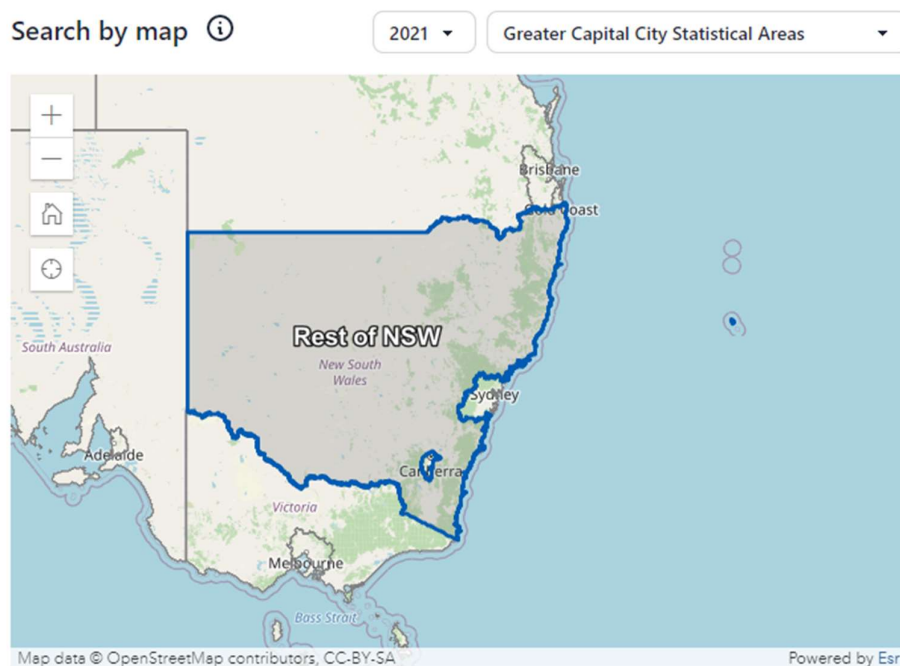 Search by map
2021
Greater Capital City Statistical Areas
Brisbane
Gold Coast
Rest of NSW
South Australia
New South
Wales
Sydney
Adelaide
Canberra
Victoria
Melbourne
Bass Strait
Map data © OpenStreetMap contributors, CC-BY-SA
Powered by Esr